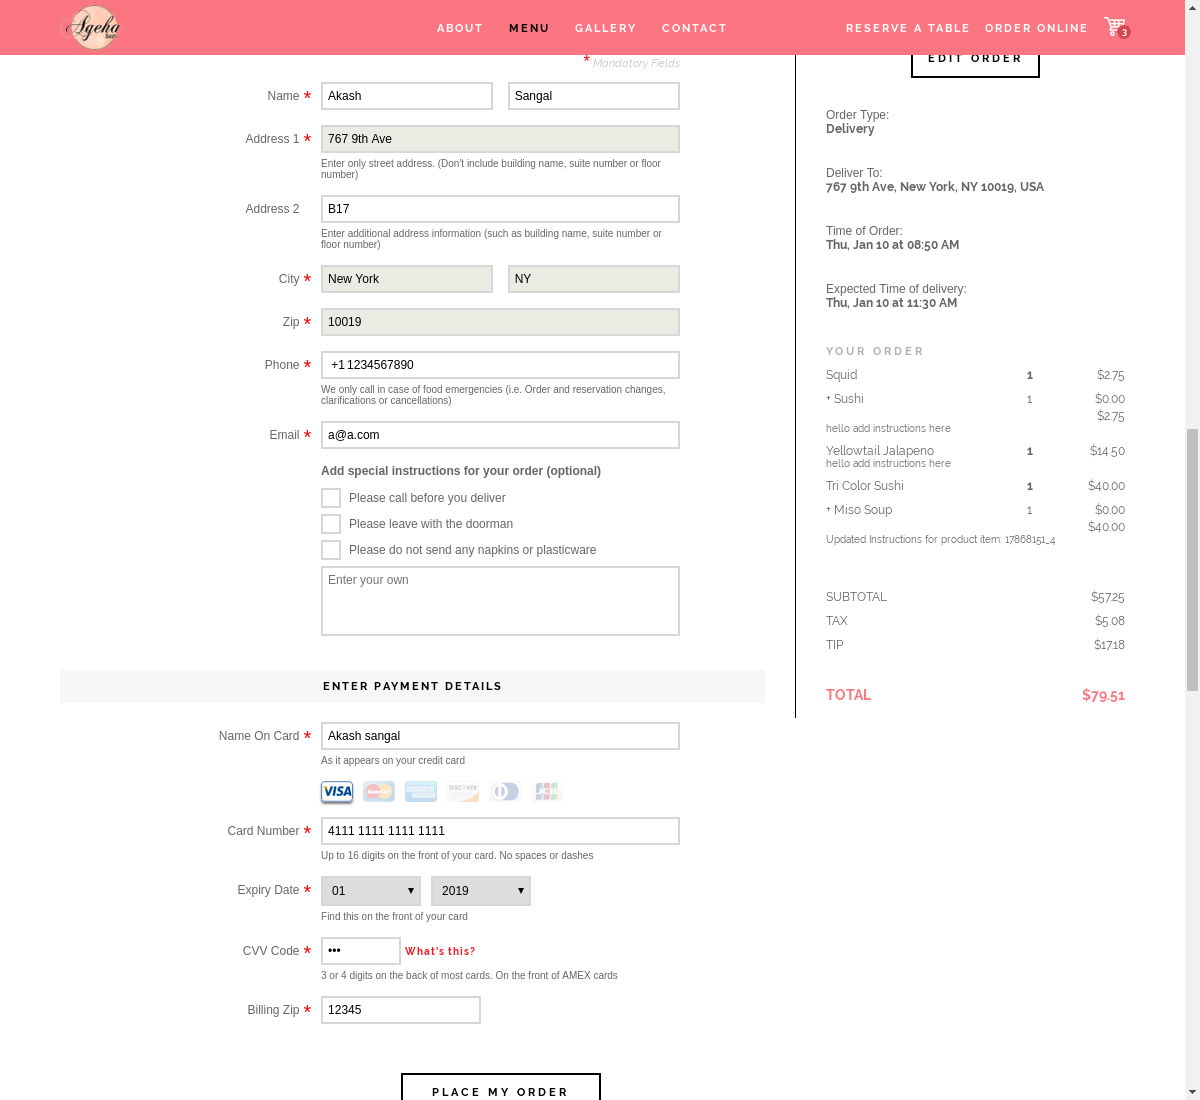 Ageha
Sushi
ABOUT MENU GALLERY CONTACT RESERVE A TABLE ORDER ONLINE 3
* Mandatory Fields
Name * Akash Sangal
Address 1 * 767 9th Ave
Enter only street address. (Don't include building name, suite number or floor
number)
Address 2 B17
Enter additional address information (such as building name, suite number or
floor number)
City * New York NY
Zip * 10019
Phone * +1 1234567890
We only call in case of food emergencies (i.e. Order and reservation changes,
clarifications or cancellations)
Email * a@a.com
Add special instructions for your order (optional)
Please call before you deliver
Please leave with the doorman
Please do not send any napkins or plasticware
Enter your own
ENTER PAYMENT DETAILS
Name On Card * Akash sangal
As it appears on your credit card
VISA MasterCard DISCOVER JCB
Card Number * 4111 1111 1111 1111
Up to 16 digits on the front of your card. No spaces or dashes
Expiry Date * 01 2019
Find this on the front of your card
CVV Code * ••• What's this?
3 or 4 digits on the back of most cards. On the front of AMEX cards
Billing Zip * 12345
PLACE MY ORDER
EDIT ORDER
Order Type:
Delivery
Deliver To:
767 9th Ave, New York, NY 10019, USA
Time of Order:
Thu, Jan 10 at 08:50 AM
Expected Time of delivery:
Thu, Jan 10 at 11:30 AM
YOUR ORDER
Squid 1 $2.75
+ Sushi 1 $0.00
$2.75
hello add instructions here
Yellowtail Jalapeno 1 $14.50
hello add instructions here
Tri Color Sushi 1 $40.00
+ Miso Soup 1 $0.00
$40.00
Updated Instructions for product item: 17868151_4
SUBTOTAL $57.25
TAX $5.08
TIP $17.18
TOTAL $79.51